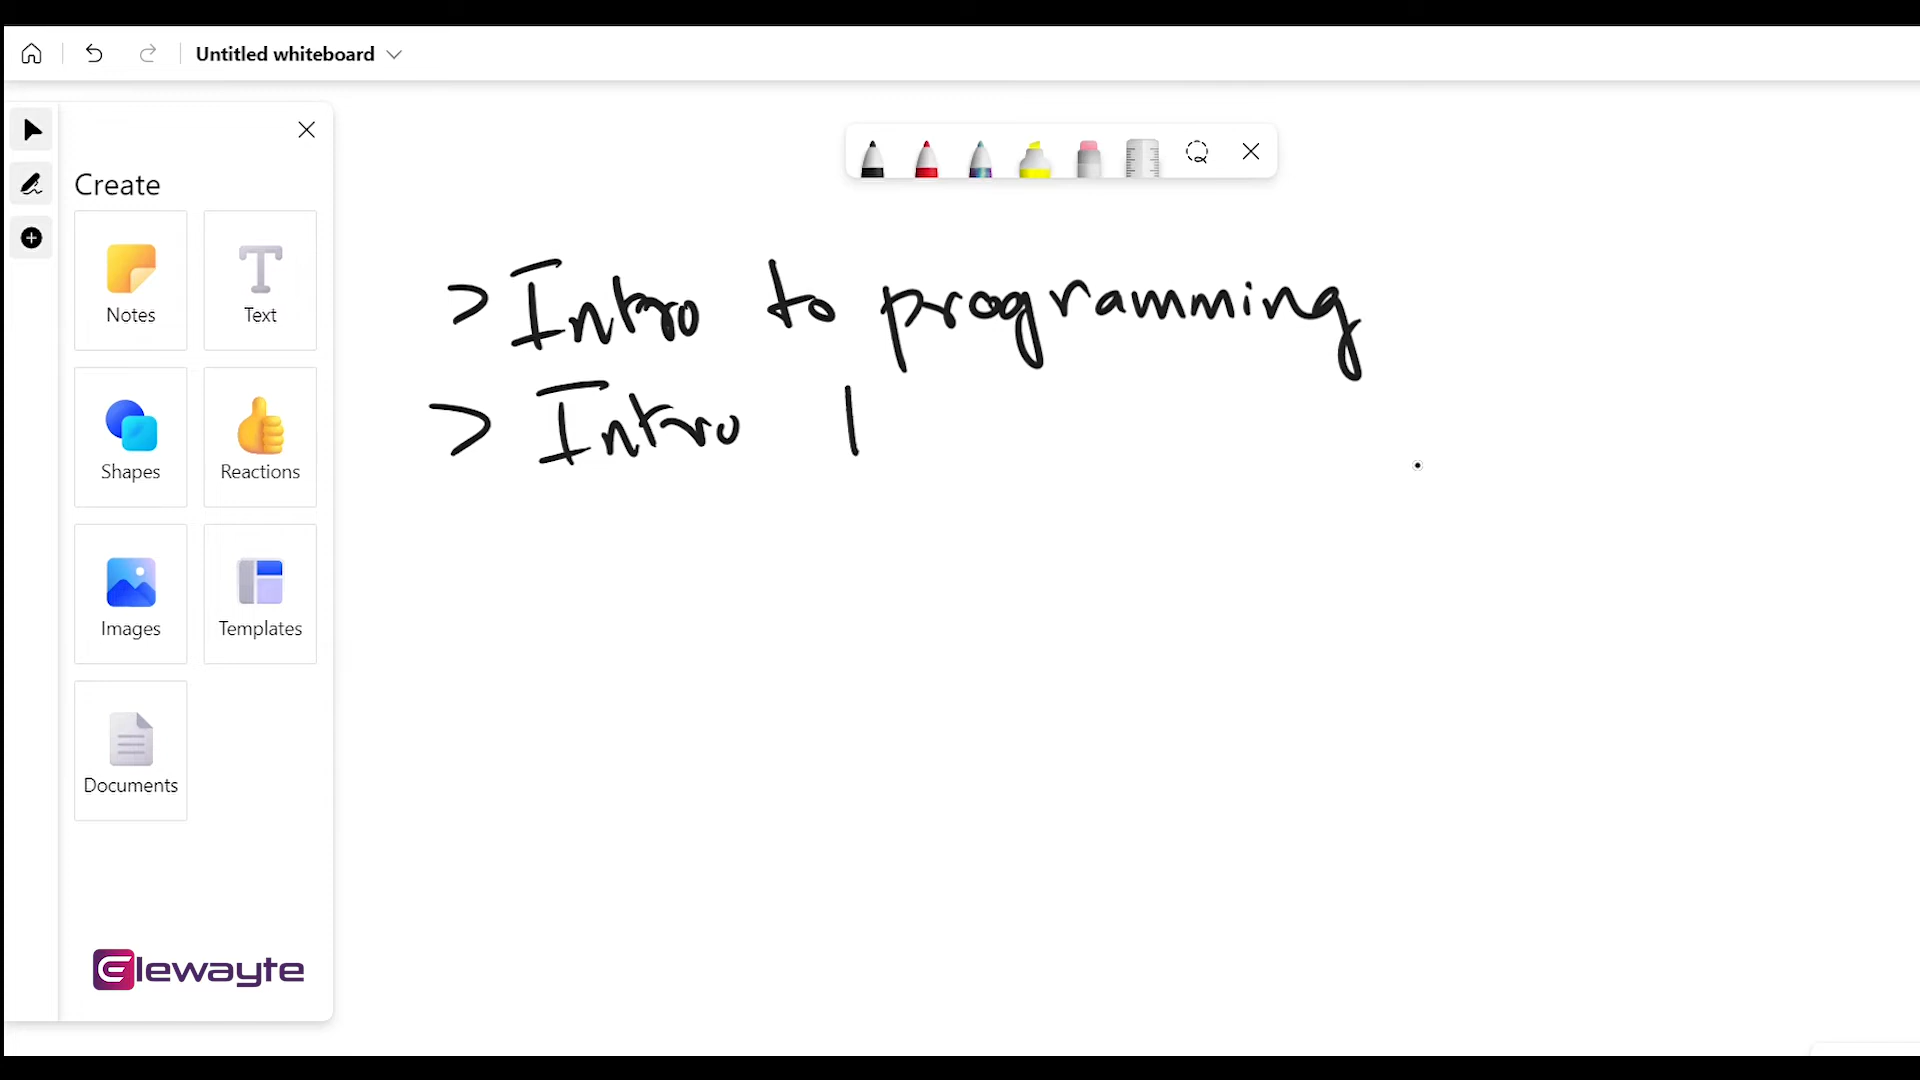 Untitled whiteboard
Create
Notes
Text
Shapes
Reactions
Images
Templates
Documents
> Intro to programming
> Intro |
Glewayte